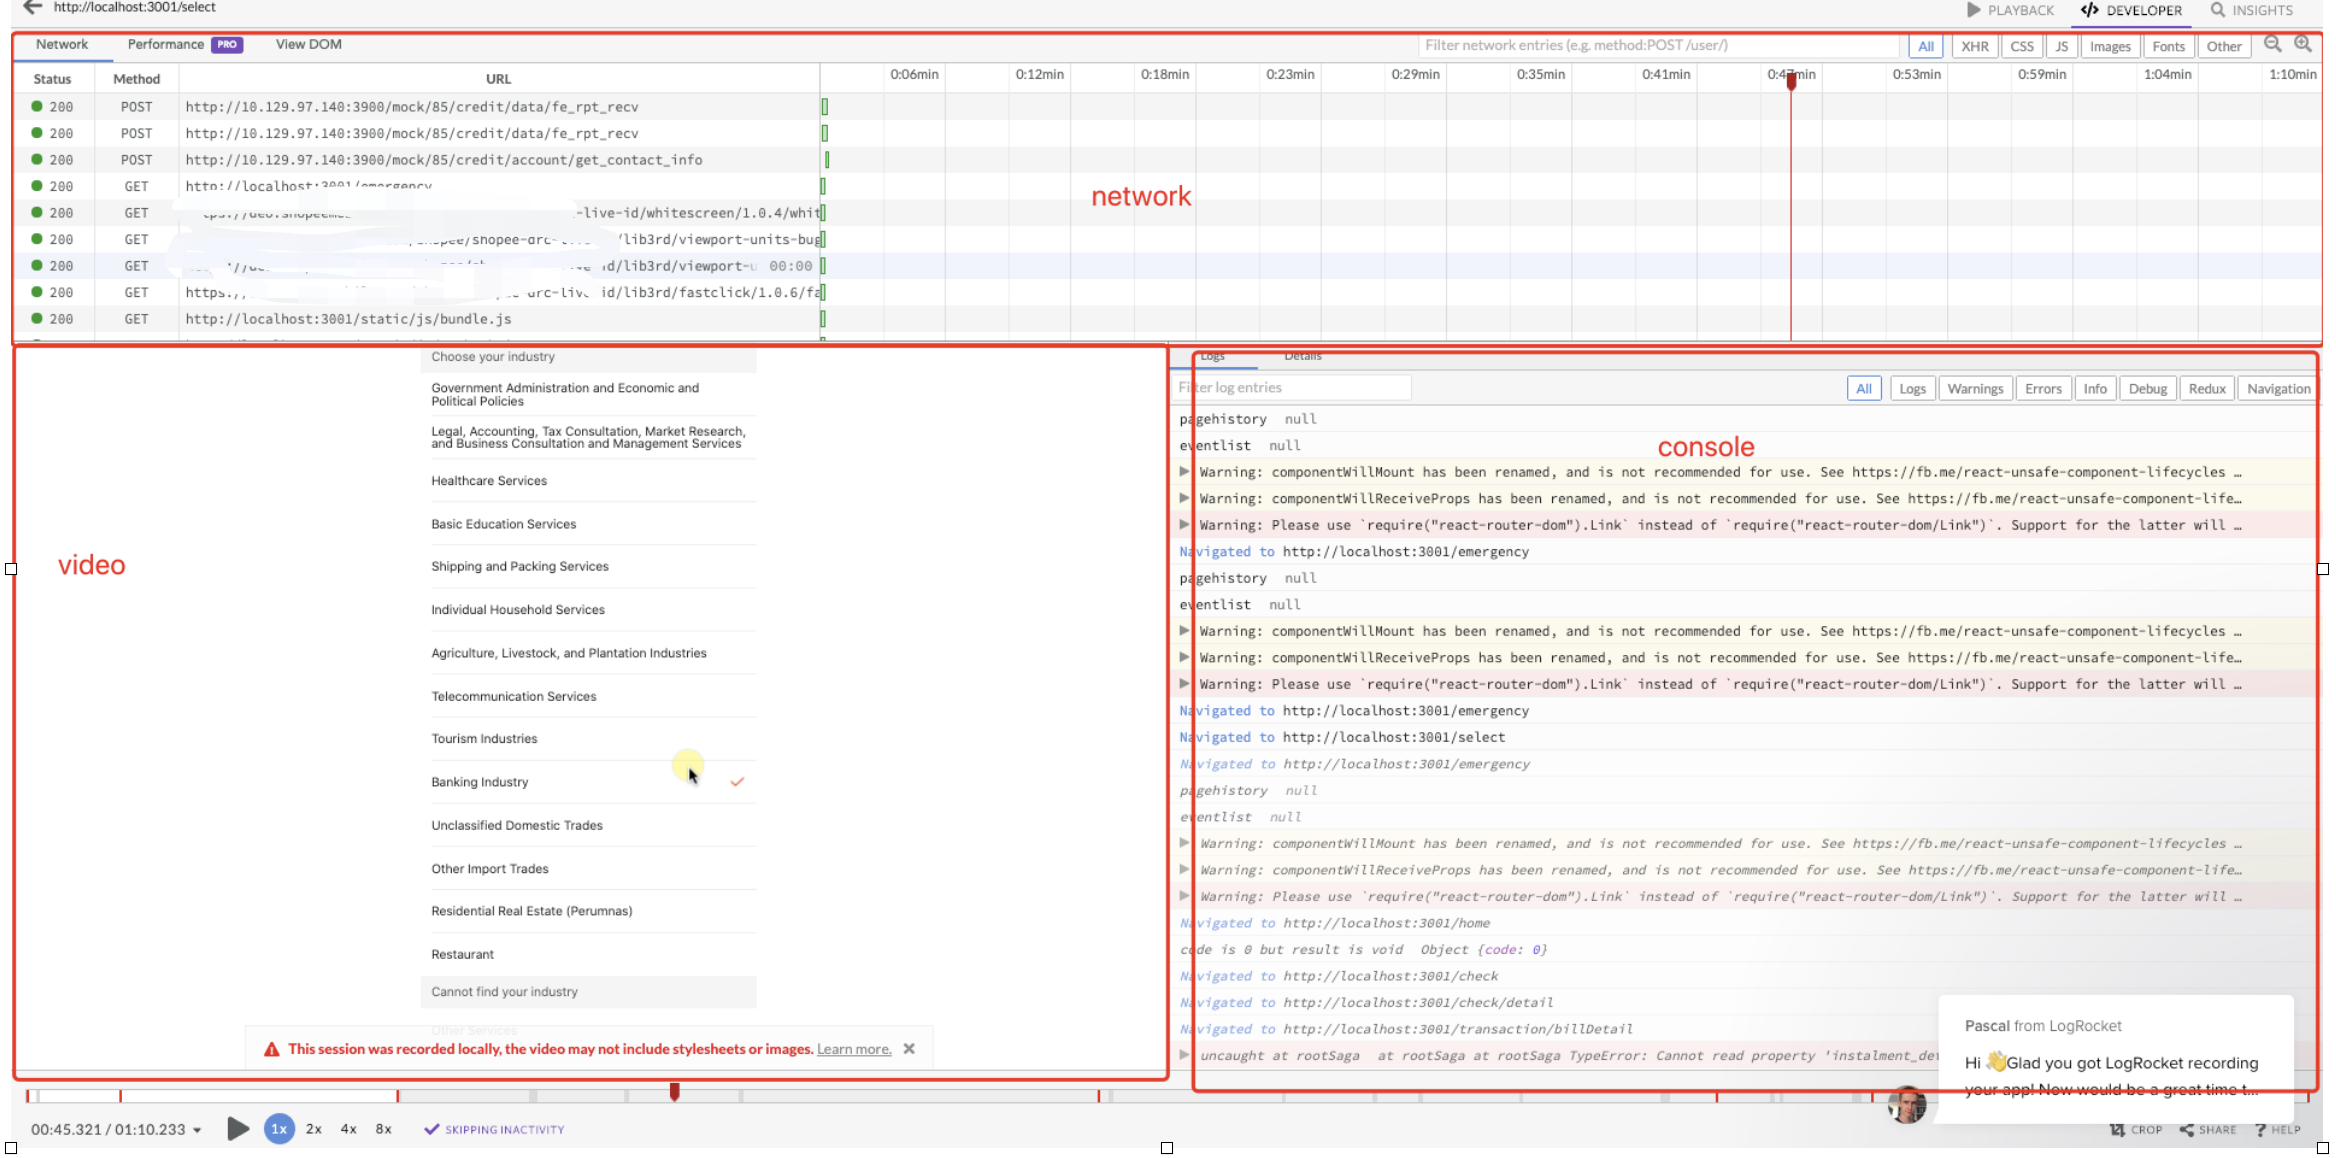 http://localhost:3001/select
PLAYBACK
DEVELOPER
INSIGHTS
Network
Performance PRO
View DOM
Filter network entries (e.g. method:POST /user/)
All XHR CSS JS Images Fonts Other
Status Method URL
0:06min 0:12min 0:18min 0:23min 0:29min 0:35min 0:41min 0:47min 0:53min 0:59min 1:04min 1:10min
200 POST http://10.129.97.140:3900/mock/85/credit/data/fe_rpt_recv
200 POST http://10.129.97.140:3900/mock/85/credit/data/fe_rpt_recv
200 POST http://10.129.97.140:3900/mock/85/credit/account/get_contact_info
200 GET http://localhost:3001/emergency
200 GET -live-id/whitescreen/1.0.4/whit
200 GET /lib3rd/viewport-units-bug
200 GET id/lib3rd/viewport-u 00:00
200 GET https:/ id/lib3rd/fastclick/1.0.6/fa
200 GET http://localhost:3001/static/js/bundle.js
network
Choose your industry
Government Administration and Economic and
Political Policies
Legal, Accounting, Tax Consultation, Market Research,
and Business Consultation and Management Services
Healthcare Services
Basic Education Services
Shipping and Packing Services
Individual Household Services
Agriculture, Livestock, and Plantation Industries
Telecommunication Services
Tourism Industries
Banking Industry
Unclassified Domestic Trades
Other Import Trades
Residential Real Estate (Perumnas)
Restaurant
Cannot find your industry
Other Services
video
This session was recorded locally, the video may not include stylesheets or images. Learn more.
Logs
Details
Filter log entries
All Logs Warnings Errors Info Debug Redux Navigation
console
pagehistory null
eventlist null
Warning: componentWillMount has been renamed, and is not recommended for use. See https://fb.me/react-unsafe-component-lifecycles …
Warning: componentWillReceiveProps has been renamed, and is not recommended for use. See https://fb.me/react-unsafe-component-life…
Warning: Please use `require("react-router-dom").Link` instead of `require("react-router-dom/Link")`. Support for the latter will …
Navigated to http://localhost:3001/emergency
pagehistory null
eventlist null
Warning: componentWillMount has been renamed, and is not recommended for use. See https://fb.me/react-unsafe-component-lifecycles …
Warning: componentWillReceiveProps has been renamed, and is not recommended for use. See https://fb.me/react-unsafe-component-life…
Warning: Please use `require("react-router-dom").Link` instead of `require("react-router-dom/Link")`. Support for the latter will …
Navigated to http://localhost:3001/emergency
Navigated to http://localhost:3001/select
Navigated to http://localhost:3001/emergency
pagehistory null
eventlist null
Warning: componentWillMount has been renamed, and is not recommended for use. See https://fb.me/react-unsafe-component-lifecycles …
Warning: componentWillReceiveProps has been renamed, and is not recommended for use. See https://fb.me/react-unsafe-component-life…
Warning: Please use `require("react-router-dom").Link` instead of `require("react-router-dom/Link")`. Support for the latter will …
Navigated to http://localhost:3001/home
code is 0 but result is void Object {code: 0}
Navigated to http://localhost:3001/check
Navigated to http://localhost:3001/check/detail
Navigated to http://localhost:3001/transaction/billDetail
uncaught at rootSaga at rootSaga at rootSaga TypeError: Cannot read property 'instalment_de
Pascal from LogRocket
Hi 👋Glad you got LogRocket recording
your app! Now would be a great time t...
00:45.321 / 01:10.233
1x 2x 4x 8x
SKIPPING INACTIVITY
CROP SHARE HELP